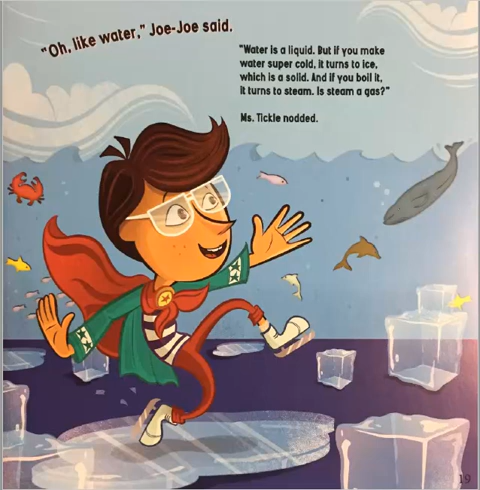 "Oh, like water," Joe-Joe said.
"Water is a liquid. But if you make
water super cold, it turns to ice,
which is a solid. And if you boil it,
it turns to steam. Is steam a gas?"
Ms. Tickle nodded.
19